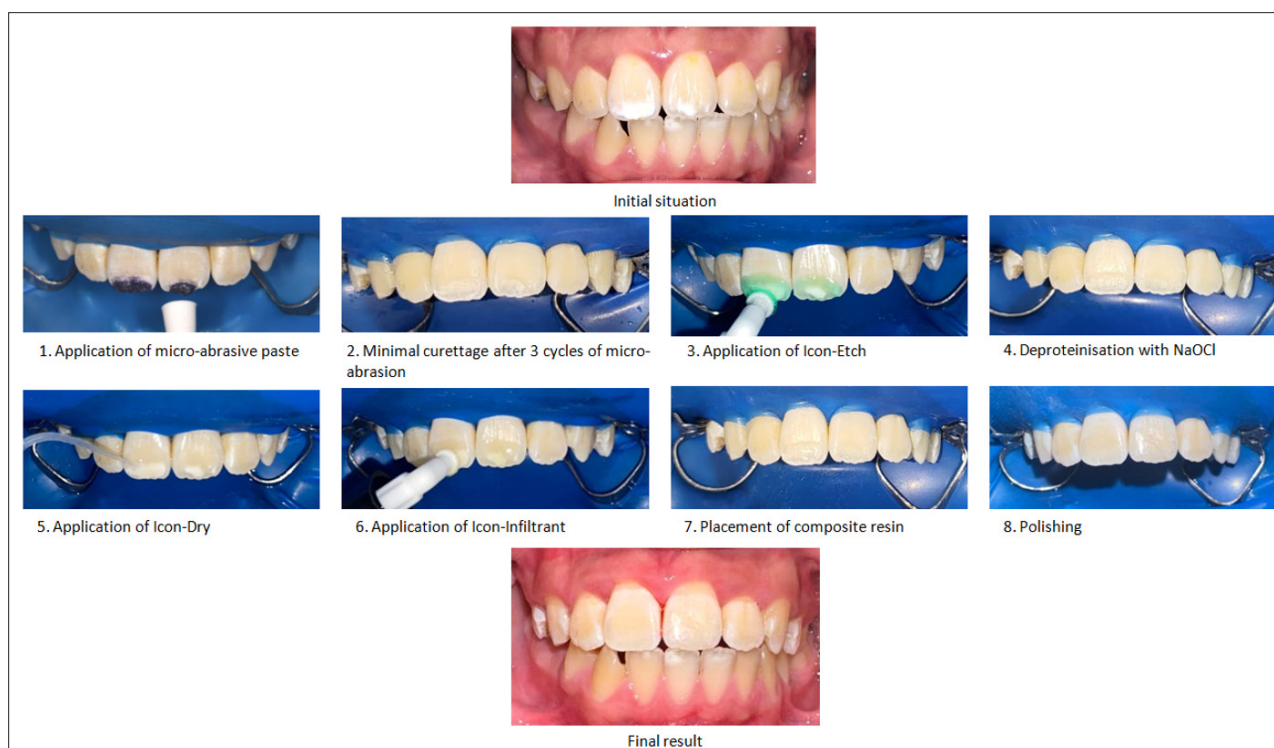 Initial situation
1. Application of micro-abrasive paste
2. Minimal curettage after 3 cycles of micro-
abrasion
3. Application of Icon-Etch
4. Deproteinisation with NaOCl
5. Application of Icon-Dry
6. Application of Icon-Infiltrant
7. Placement of composite resin
8. Polishing
Final result